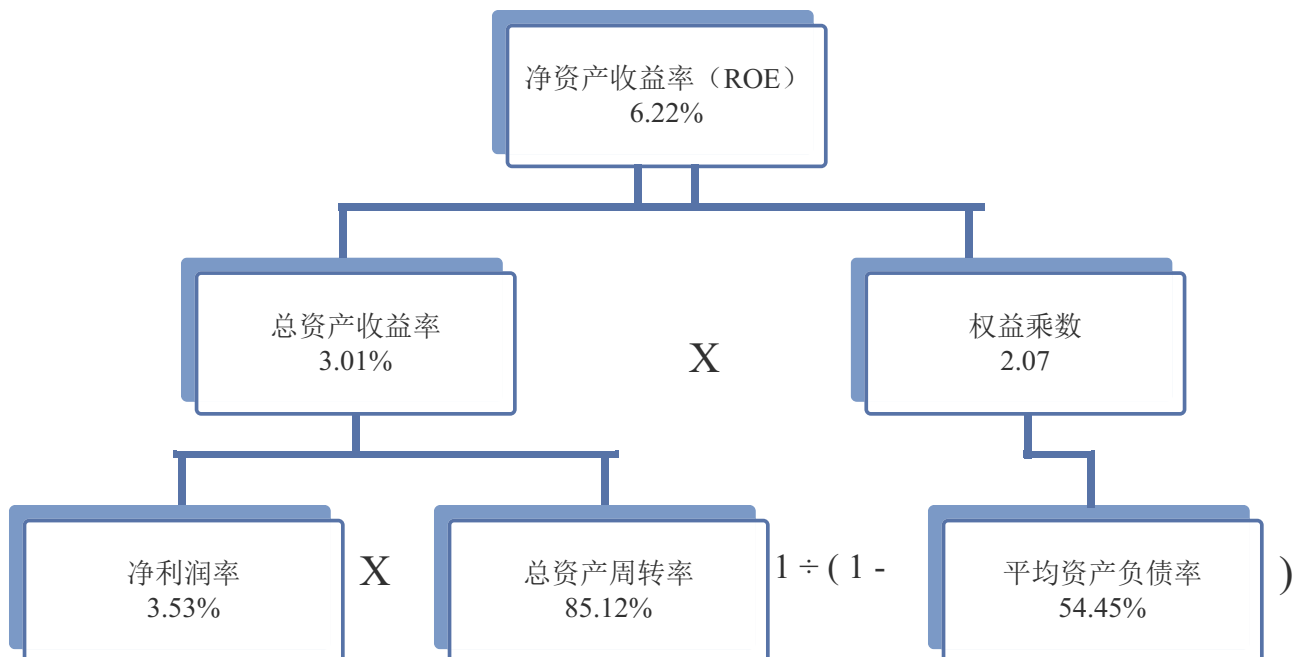 净资产收益率（ROE）
6.22%
总资产收益率
3.01%
X
权益乘数
2.07
净利润率
3.53%
X
总资产周转率
85.12%
1 ÷ ( 1 -
平均资产负债率
54.45%
)